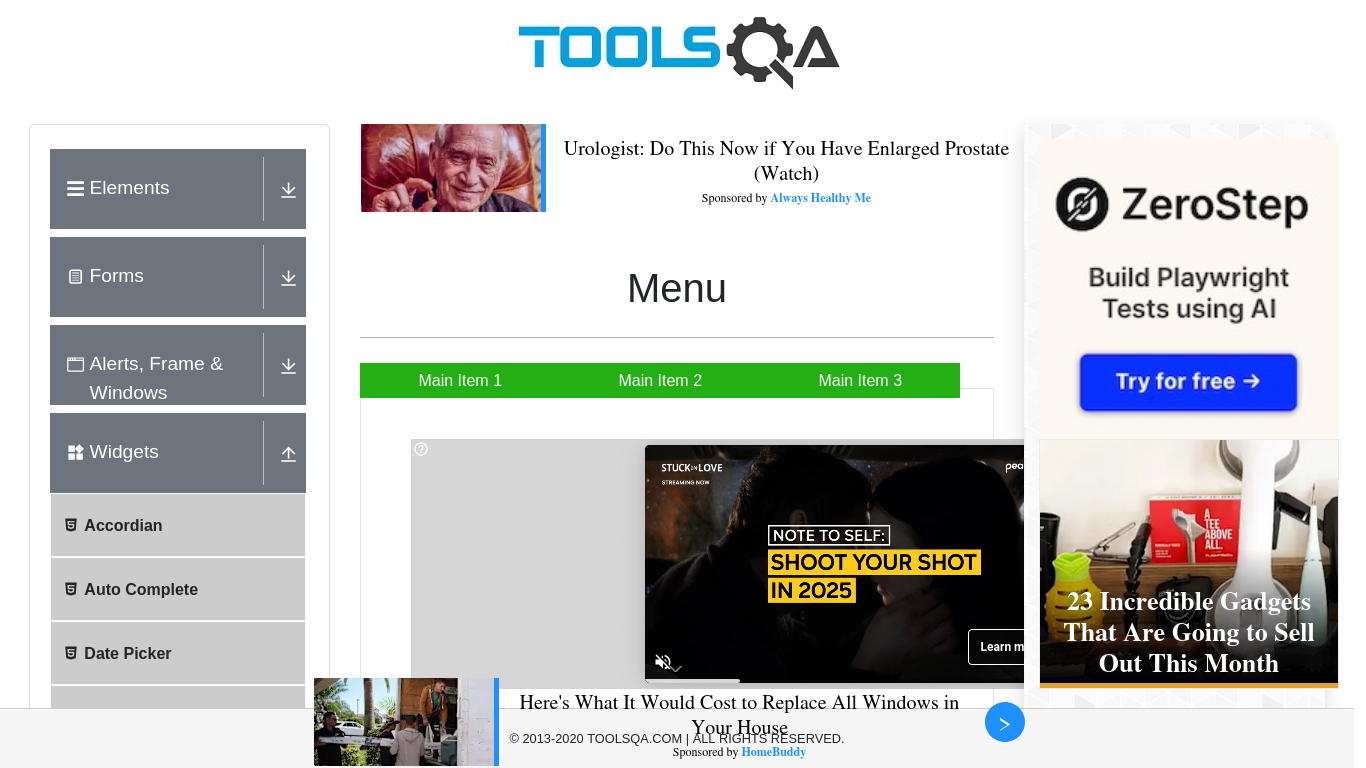 TOOLSQA
Elements
Forms
Alerts, Frame &
Windows
Widgets
Accordian
Auto Complete
Date Picker
Urologist: Do This Now if You Have Enlarged Prostate
(Watch)
Sponsored by Always Healthy Me
Menu
Main Item 1
Main Item 2
Main Item 3
STUCK IN LOVE
STREAMING NOW
NOTE TO SELF:
SHOOT YOUR SHOT
IN 2025
ZeroStep
Build Playwright
Tests using AI
Try for free →
A
TEE
ABOVE
ALL.
23 Incredible Gadgets
That Are Going to Sell
Out This Month
Here's What It Would Cost to Replace All Windows in
Your House
© 2013-2020 TOOLSQA.COM | ALL RIGHTS RESERVED.
Sponsored by HomeBuddy